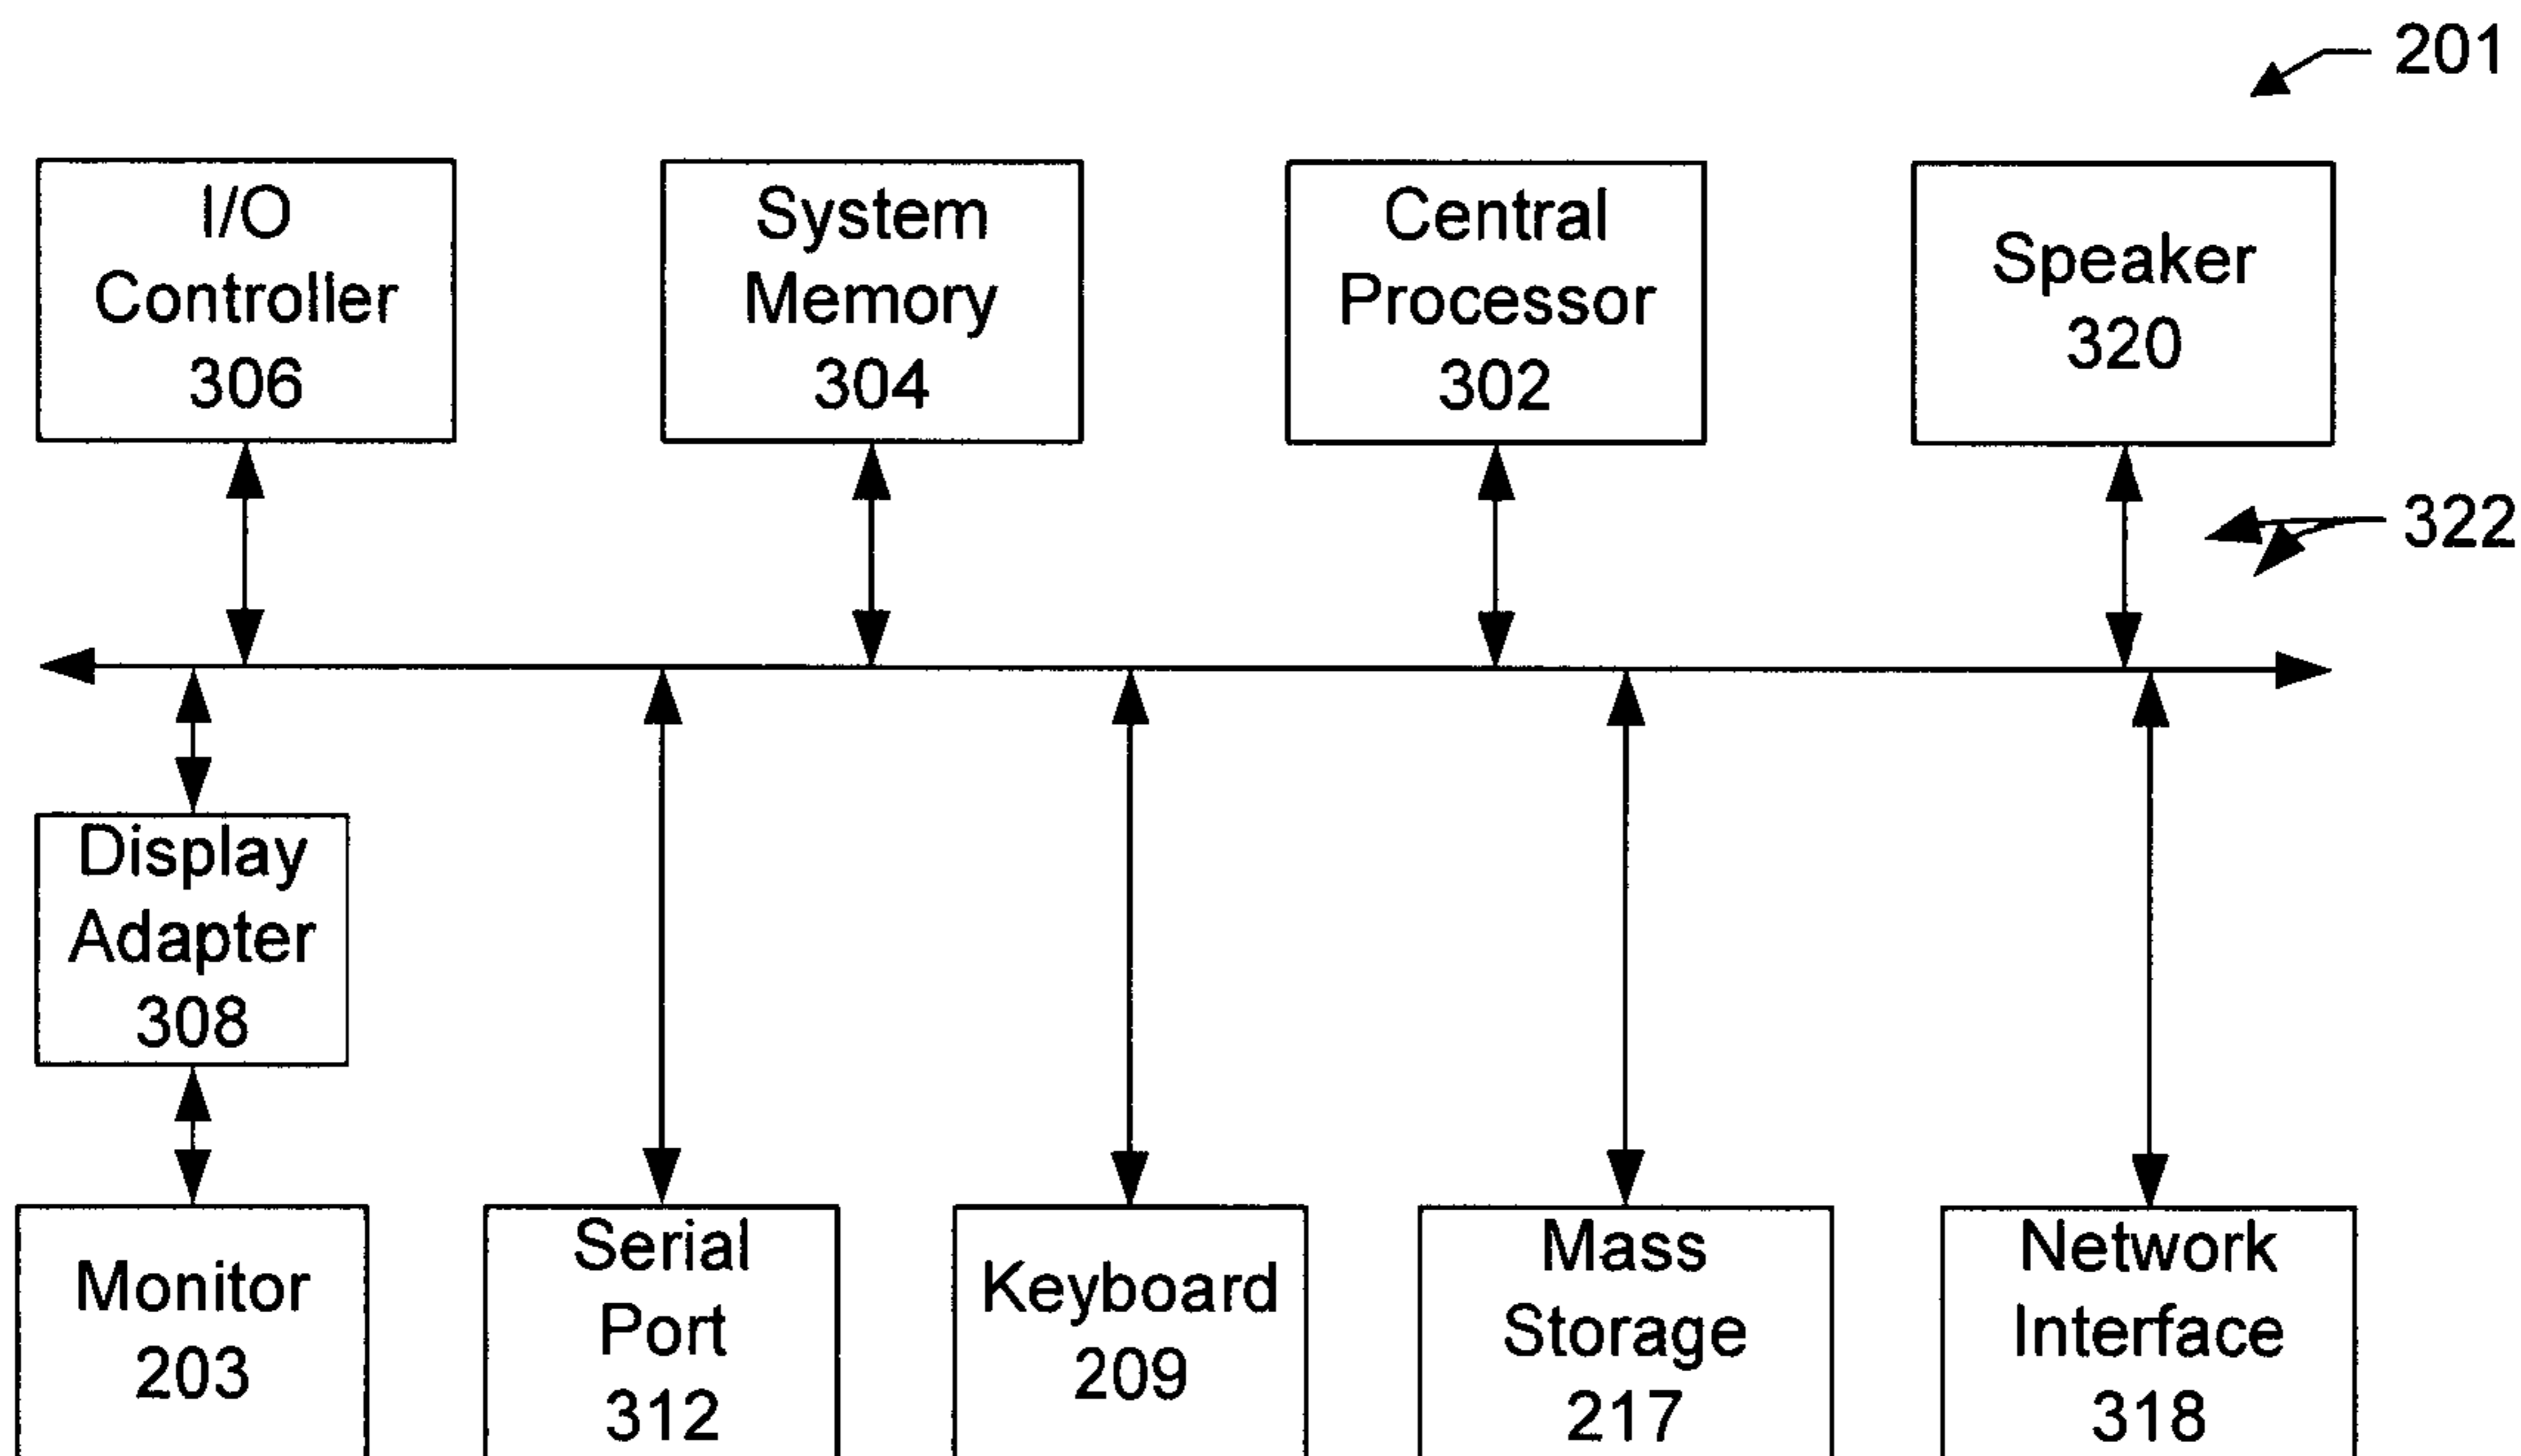 201
I/O
Controller
306
System
Memory
304
Central
Processor
302
Speaker
320
322
Display
Adapter
308
Monitor
203
Serial
Port
312
Keyboard
209
Mass
Storage
217
Network
Interface
318